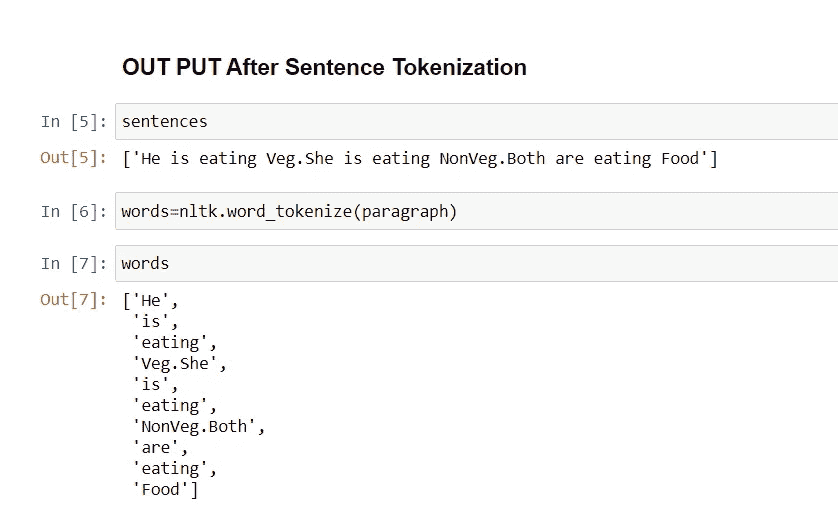 OUT PUT After Sentence Tokenization
In [5]: sentences
Out[5]: ['He is eating Veg.She is eating NonVeg.Both are eating Food']
In [6]: words=nltk.word_tokenize(paragraph)
In [7]: words
Out[7]: ['He',
'is',
'eating',
'Veg.She',
'is',
'eating',
'NonVeg.Both',
'are',
'eating',
'Food']